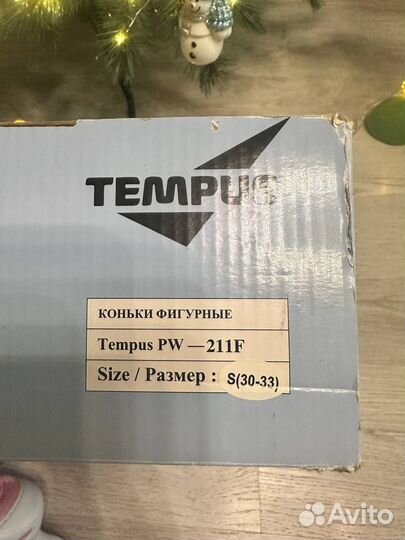 TEMPUS
КОНЬКИ ФИГУРНЫЕ
Tempus PW —211F
Size / Размер : S(30-33)
Avito